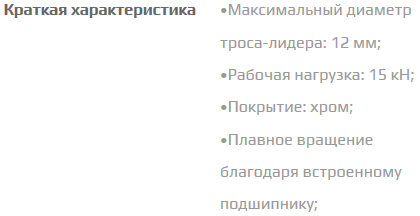 Краткая характеристика •Максимальный диаметр
троса-лидера: 12 мм;
•Рабочая нагрузка: 15 кН;
•Покрытие: хром;
•Плавное вращение
благодаря встроенному
подшипнику;